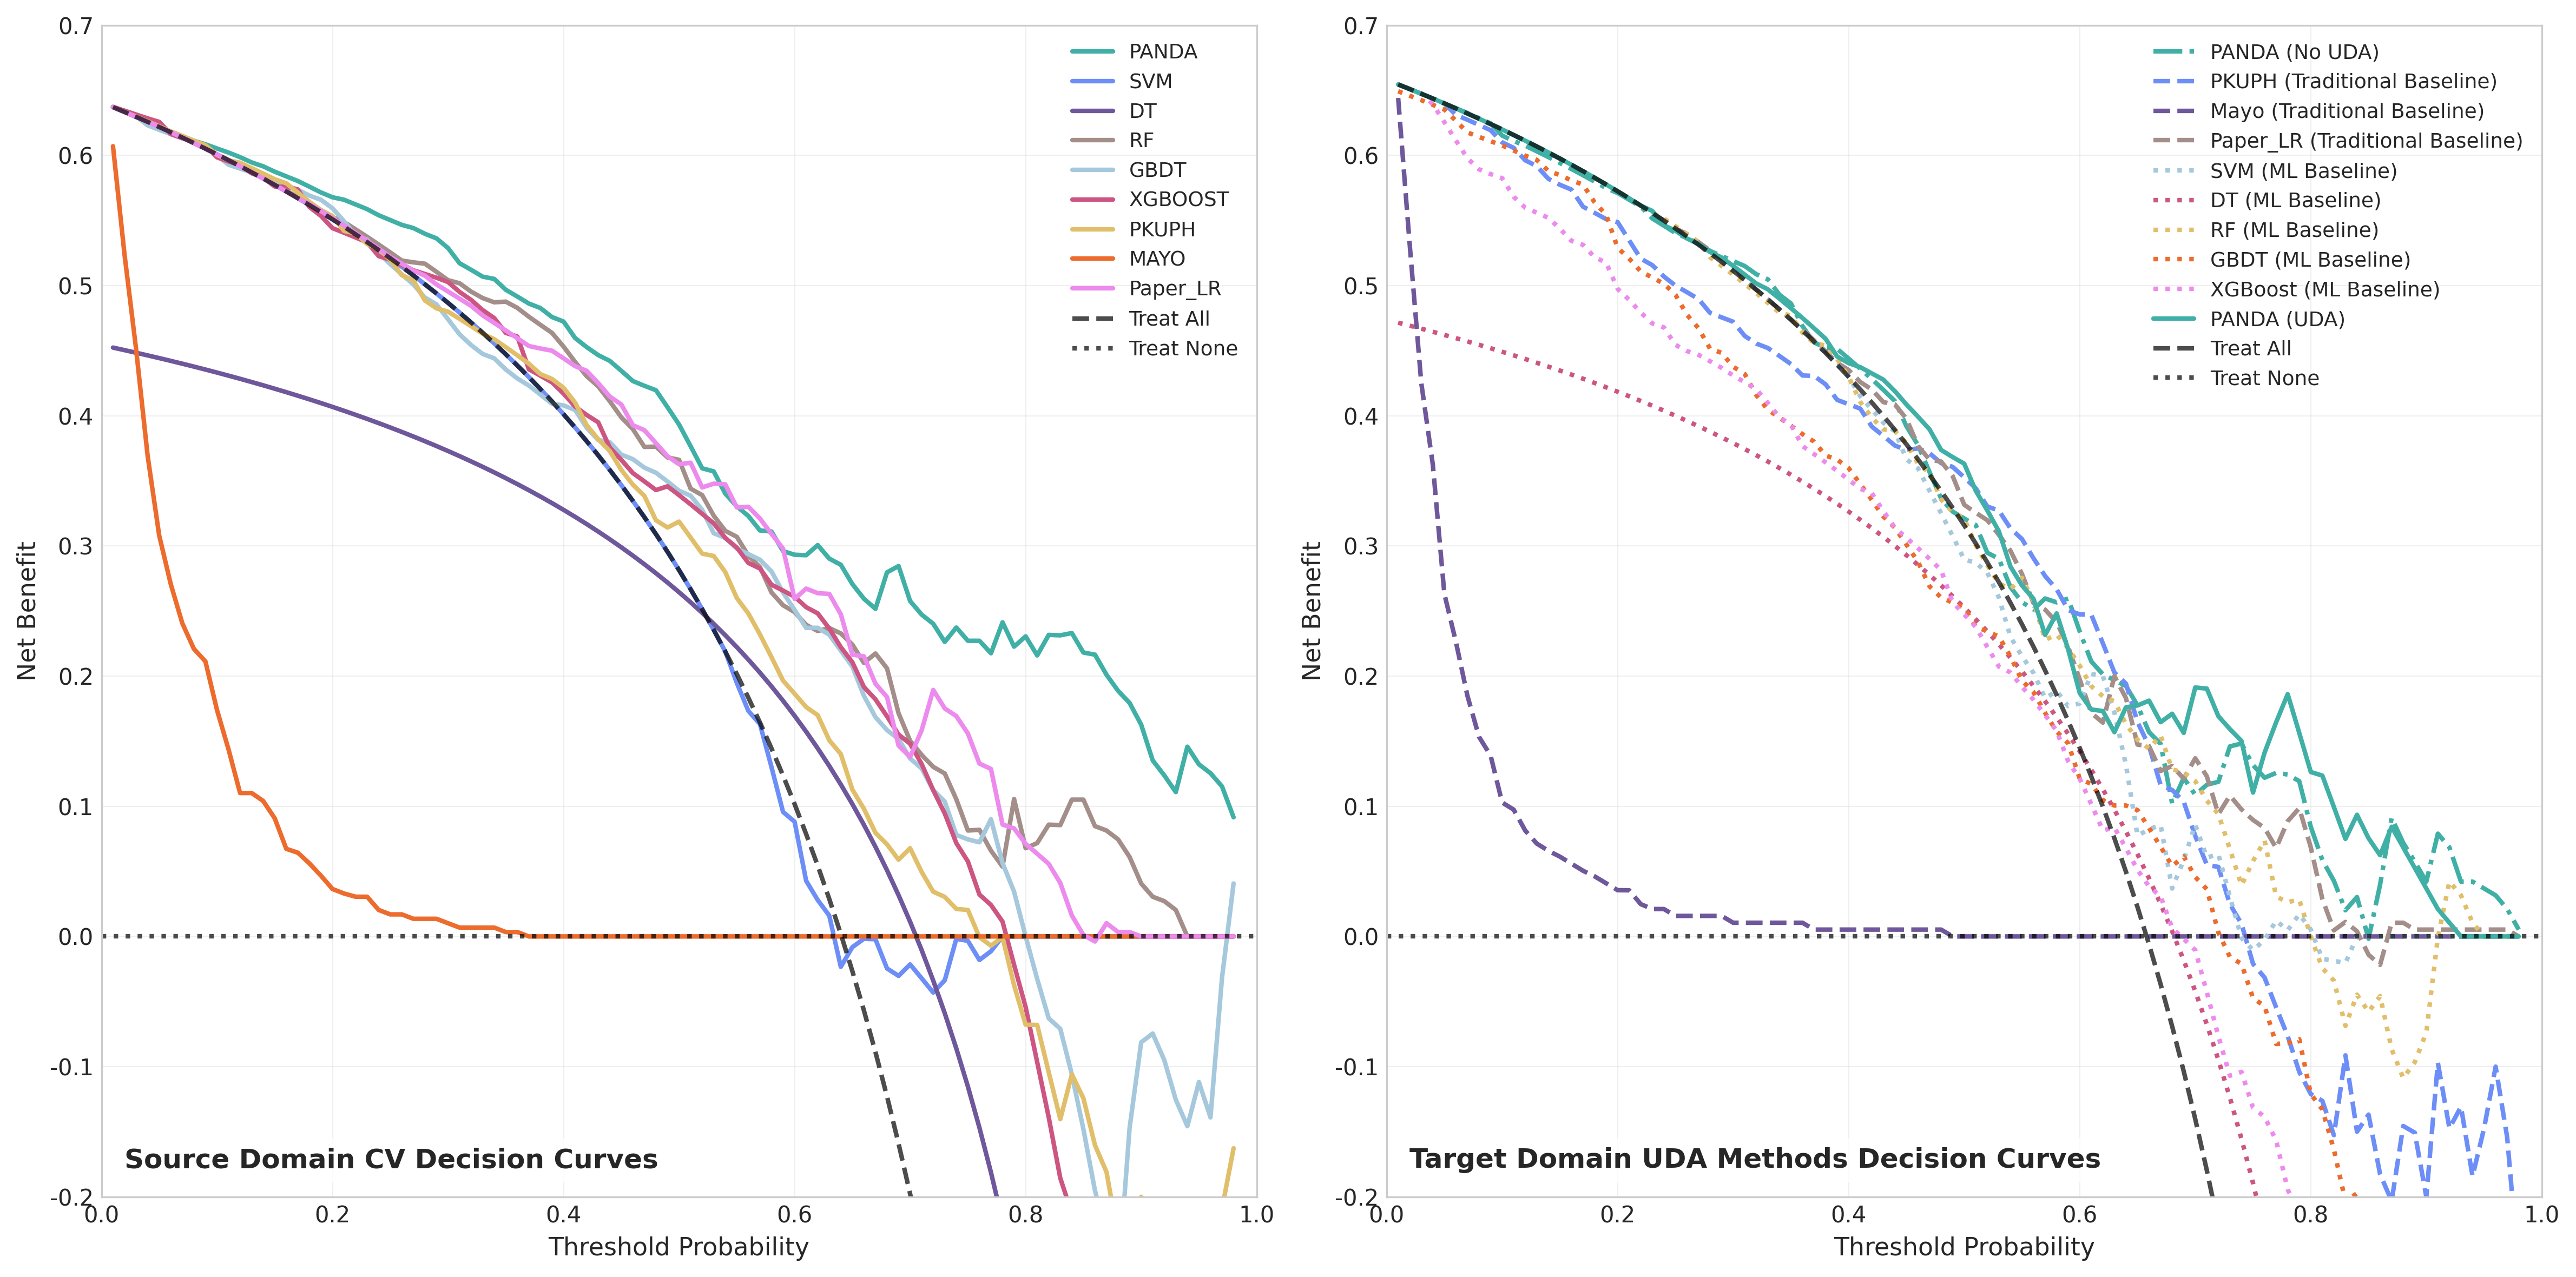 0.7
0.6
0.5
0.4
0.3
0.2
0.1
0.0
-0.1
-0.2
Net Benefit
0.0
0.2
0.4
0.6
0.8
1.0
Threshold Probability
PANDA
SVM
DT
RF
GBDT
XGBOOST
PKUPH
MAYO
Paper_LR
Treat All
Treat None
Source Domain CV Decision Curves
0.7
0.6
0.5
0.4
0.3
0.2
0.1
0.0
-0.1
-0.2
Net Benefit
0.0
0.2
0.4
0.6
0.8
1.0
Threshold Probability
PANDA (No UDA)
PKUPH (Traditional Baseline)
Mayo (Traditional Baseline)
Paper_LR (Traditional Baseline)
SVM (ML Baseline)
DT (ML Baseline)
RF (ML Baseline)
GBDT (ML Baseline)
XGBoost (ML Baseline)
PANDA (UDA)
Treat All
Treat None
Target Domain UDA Methods Decision Curves